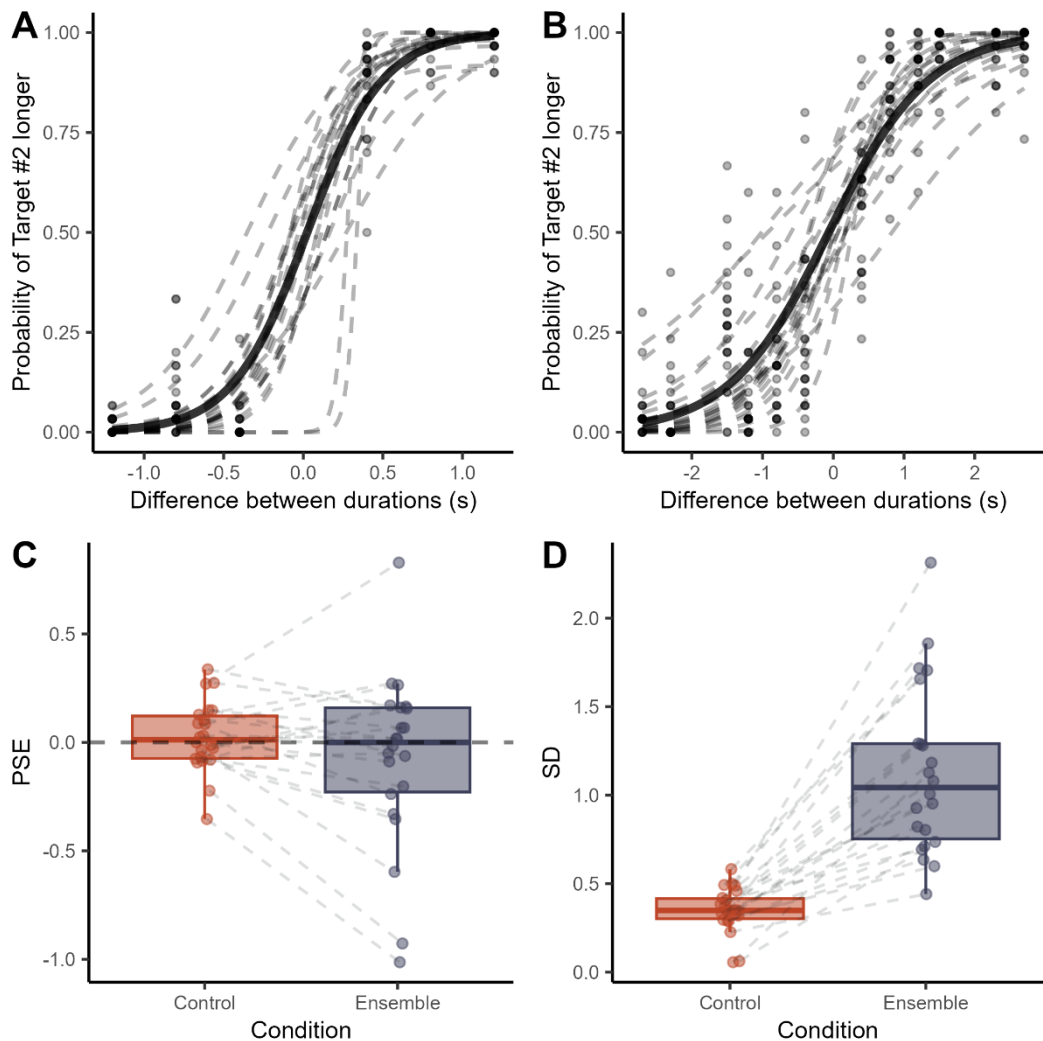 A
Probability of Target #2 longer
1.00
0.75
0.50
0.25
0.00
-1.0 -0.5 0.0 0.5 1.0
Difference between durations (s)
B
Probability of Target #2 longer
1.00
0.75
0.50
0.25
0.00
-2 -1 0 1 2
Difference between durations (s)
C
PSE
0.5
0.0
-0.5
-1.0
Control Ensemble
Condition
D
SD
2.0
1.5
1.0
0.5
0.0
Control Ensemble
Condition